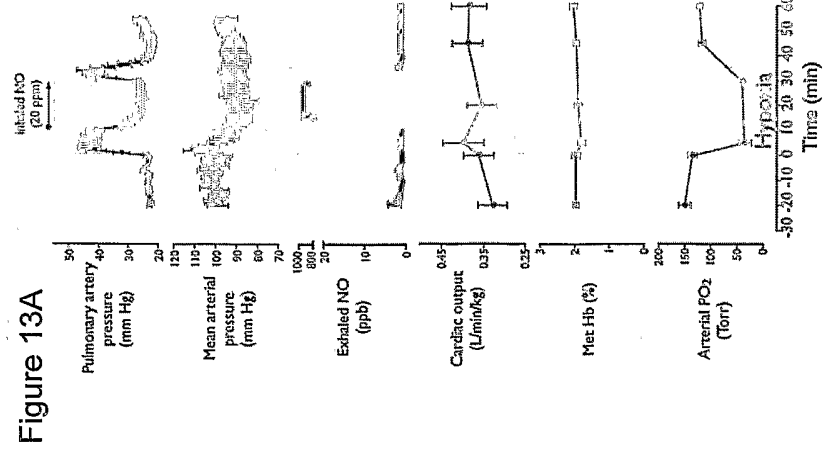 Figure 13A
Inhaled NO
(20 ppm)
Pulmonary artery
pressure
(mm Hg)
50
40
30
20
Mean arterial
pressure
(mm Hg)
120
110
100
90
80
70
Exhaled NO
(ppb)
1000
800
20
10
0
Cardiac output
(L/min/kg)
0.45
0.35
0.25
Met Hb (%)
3
2
1
0
Arterial PO2
(Torr)
200
150
100
50
0
Hypoxia
-30 -20 -10 0 10 20 30 40 50 60
Time (min)